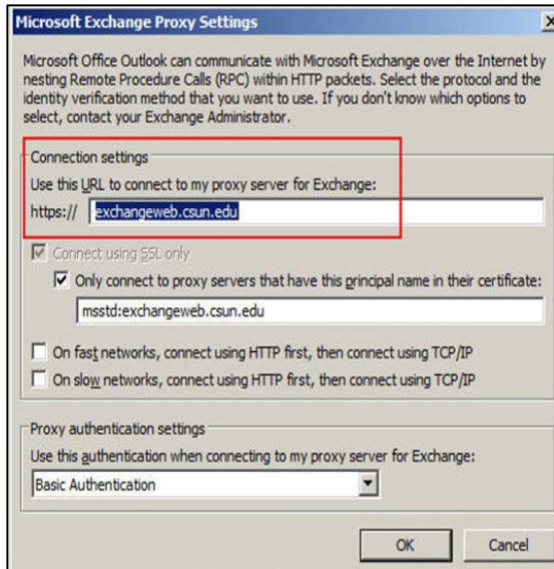 Microsoft Exchange Proxy Settings
Microsoft Office Outlook can communicate with Microsoft Exchange over the Internet by
nesting Remote Procedure Calls (RPC) within HTTP packets. Select the protocol and the
identity verification method that you want to use. If you don't know which options to
select, contact your Exchange Administrator.
Connection settings
Use this URL to connect to my proxy server for Exchange:
https:// exchangeweb.csun.edu
Connect using SSL only
Only connect to proxy servers that have this principal name in their certificate:
msstd:exchangeweb.csun.edu
On fast networks, connect using HTTP first, then connect using TCP/IP
On slow networks, connect using HTTP first, then connect using TCP/IP
Proxy authentication settings
Use this authentication when connecting to my proxy server for Exchange:
Basic Authentication
OK Cancel